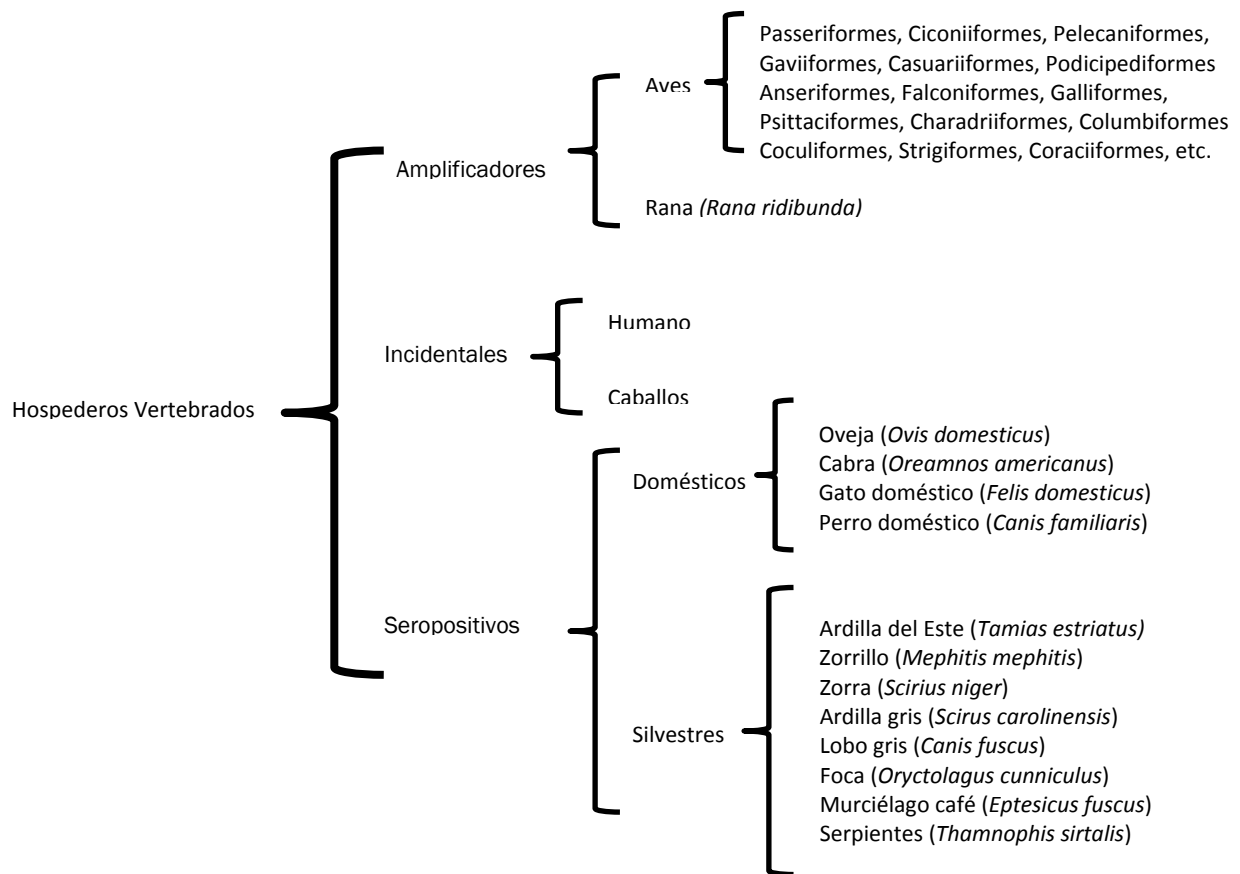 Hospederos Vertebrados
Amplificadores
Aves
Passeriformes, Ciconiiformes, Pelecaniformes,
Gaviiformes, Casuariiformes, Podicipediformes
Anseriformes, Falconiformes, Galliformes,
Psittaciformes, Charadriiformes, Columbiformes
Coculiformes, Strigiformes, Coraciiformes, etc.
Rana (Rana ridibunda)
Incidentales
Humano
Caballos
Seropositivos
Domésticos
Oveja (Ovis domesticus)
Cabra (Oreamnos americanus)
Gato doméstico (Felis domesticus)
Perro doméstico (Canis familiaris)
Silvestres
Ardilla del Este (Tamias estriatus)
Zorrillo (Mephitis mephitis)
Zorra (Scirius niger)
Ardilla gris (Scirus carolinensis)
Lobo gris (Canis fuscus)
Foca (Oryctolagus cunniculus)
Murciélago café (Eptesicus fuscus)
Serpientes (Thamnophis sirtalis)